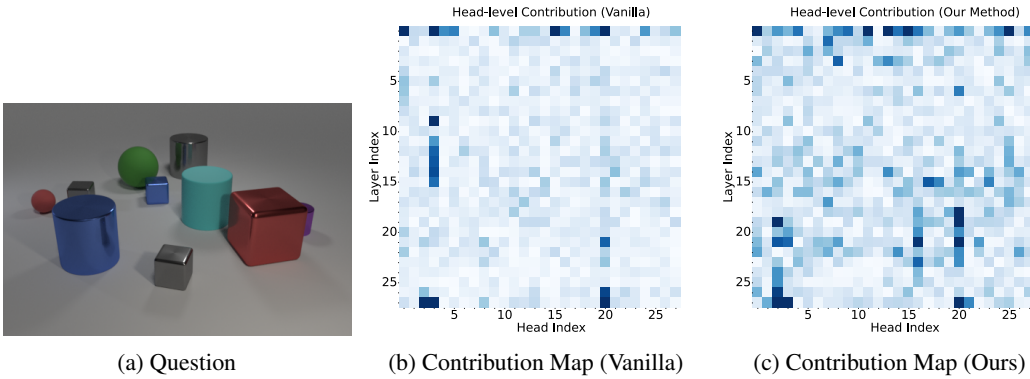 Head-level Contribution (Vanilla)
Layer Index
5
10
15
20
25
5 10 15 20 25
Head Index
Head-level Contribution (Our Method)
Layer Index
5
10
15
20
25
5 10 15 20 25
Head Index
(a) Question
(b) Contribution Map (Vanilla)
(c) Contribution Map (Ours)